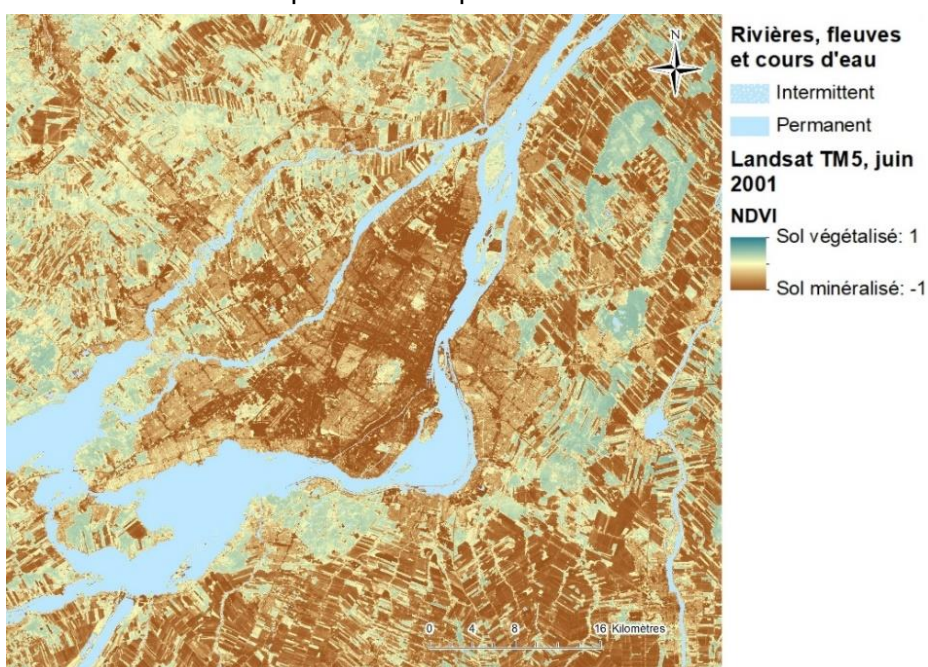 N
Rivières, fleuves
et cours d'eau
Intermittent
Permanent
Landsat TM5, juin
2001
NDVI
Sol végétalisé: 1
Sol minéralisé: -1
0 4 8 16 Kilomètres